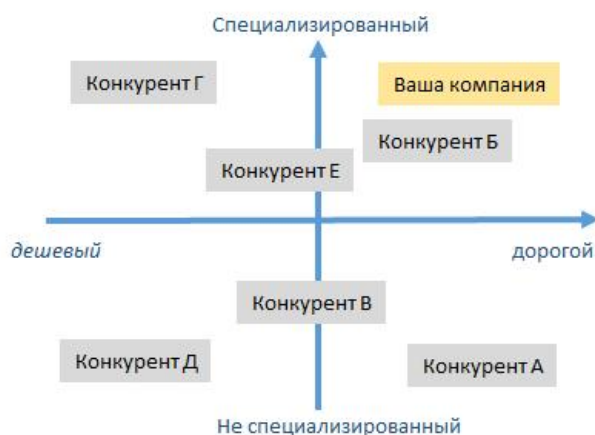 Специализированный
Конкурент Г
Ваша компания
Конкурент Б
Конкурент Е
дешевый
дорогой
Конкурент В
Конкурент Д
Конкурент А
Не специализированный